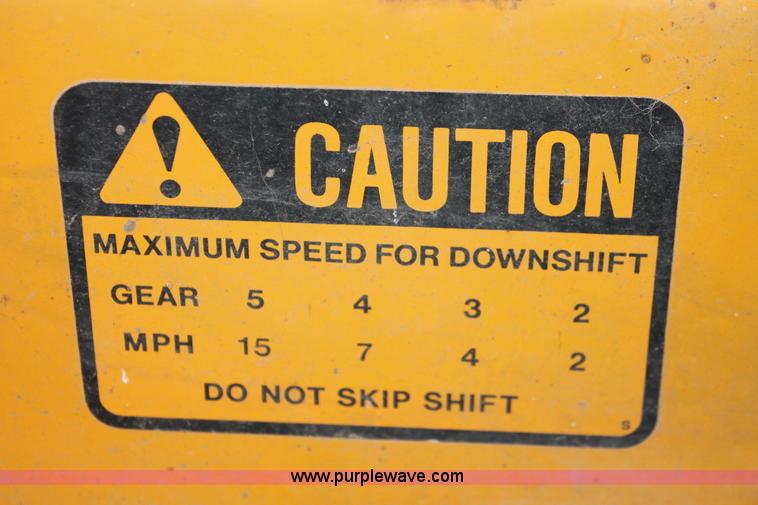 CAUTION
MAXIMUM SPEED FOR DOWNSHIFT
GEAR 5 4 3 2
MPH 15 7 4 2
DO NOT SKIP SHIFT
S
www.purplewave.com